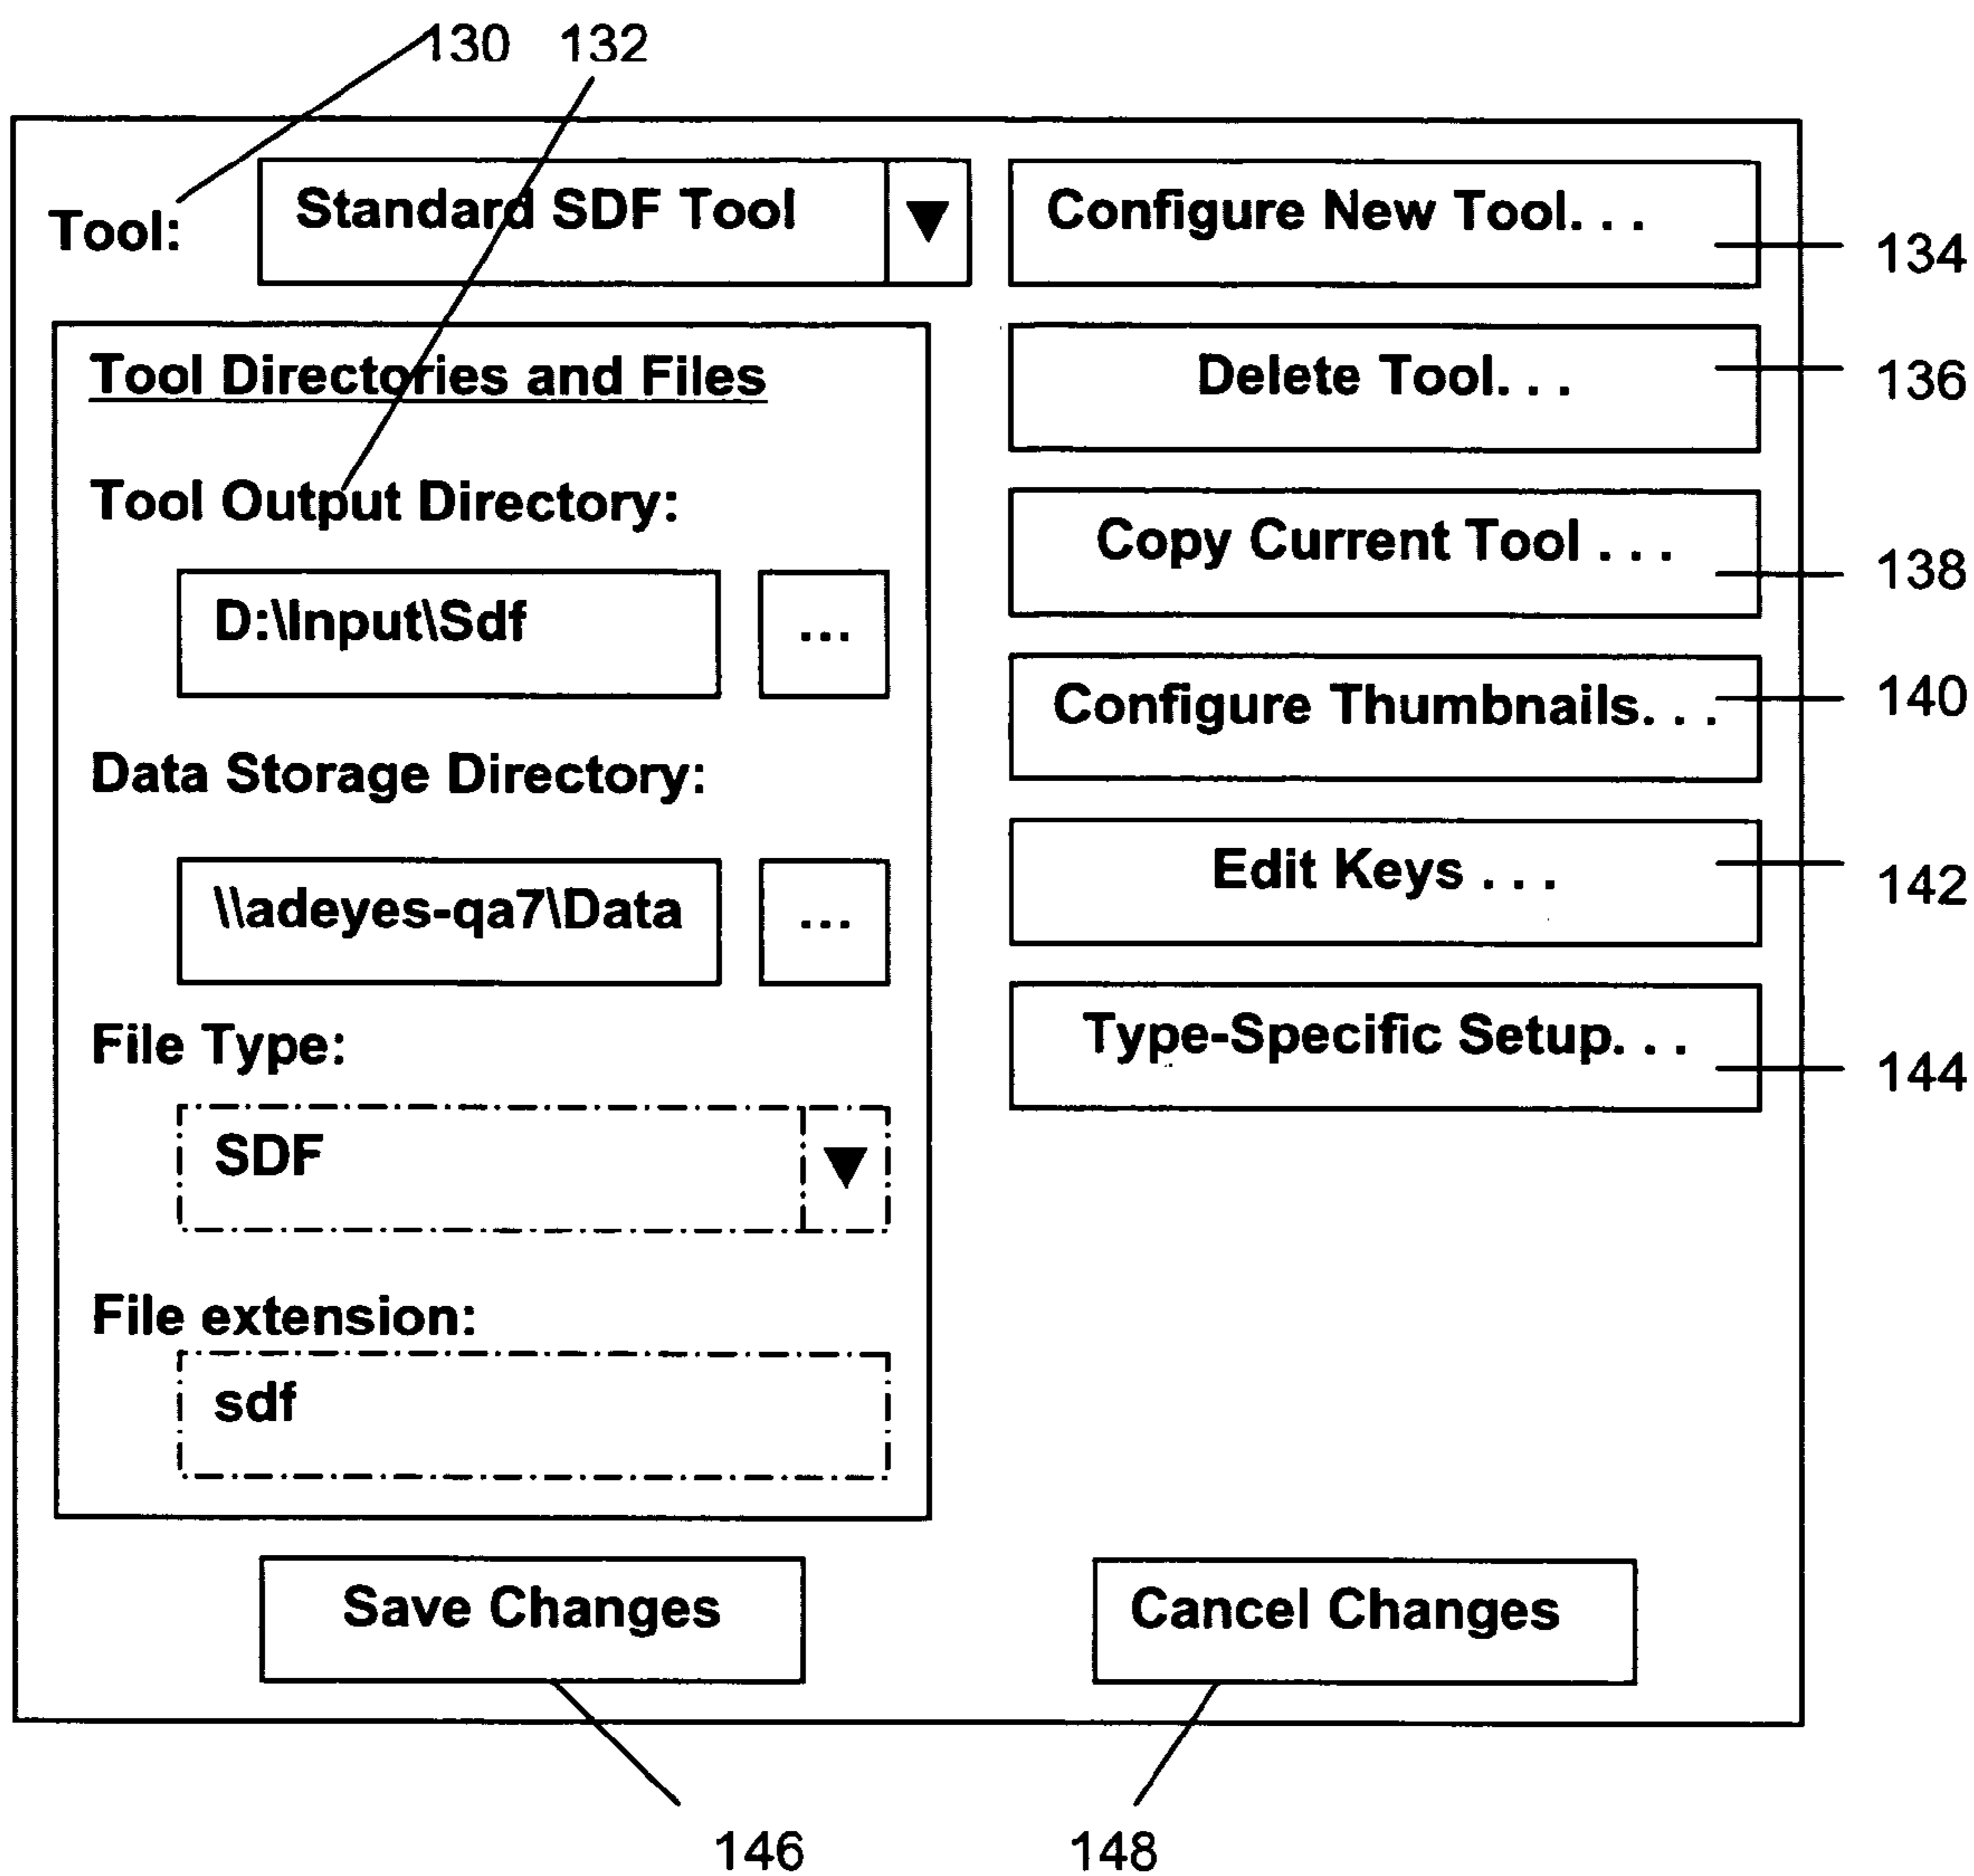 130 132
Tool:
Standard SDF Tool ▼
Configure New Tool. . .
134
Tool Directories and Files
Delete Tool. . .
136
Tool Output Directory:
Copy Current Tool . . .
138
D:\Input\Sdf
...
Configure Thumbnails. . .
140
Data Storage Directory:
Edit Keys . . .
142
\\adeyes-qa7\Data
...
File Type:
Type-Specific Setup. . .
144
SDF ▼
File extension:
sdf
Save Changes
Cancel Changes
146 148